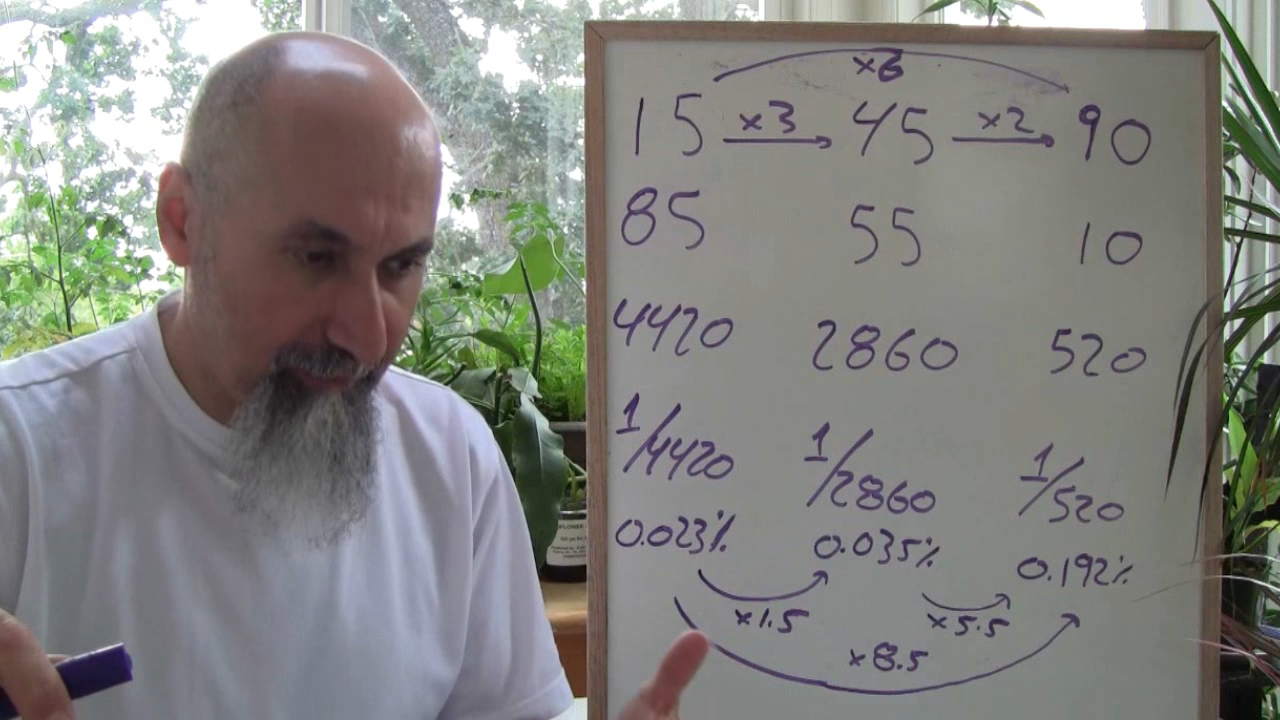 ×6
15 ×3 45 ×2 90
85 55 10
4420 2860 520
1/4420 1/2860 1/520
0.023% 0.035% 0.192%
×1.5 ×5.5
×8.5